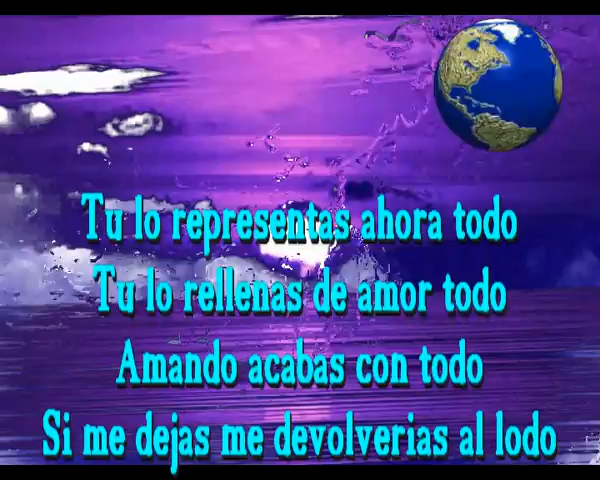 Tu lo representas ahora todo
Tu lo rellenas de amor todo
Amando acabas con todo
Si me dejas me devolverias al lodo